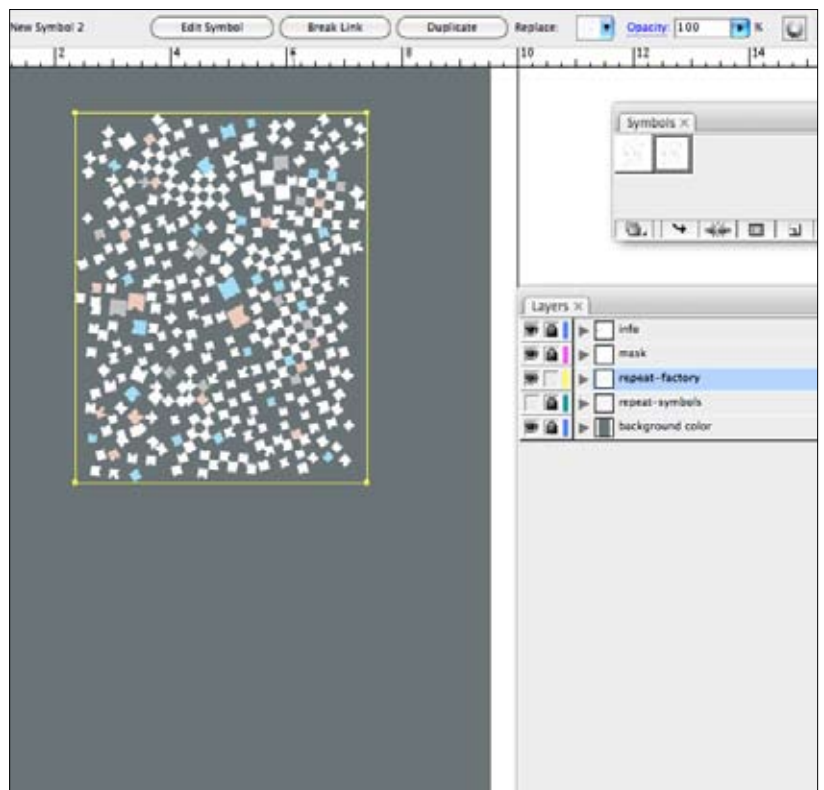 New Symbol 2 Edit Symbol Break Link Duplicate Replace: Opacity: 100 %
2 4 6 8 10 12 14
Symbols ×
Layers ×
info
mask
repeat-factory
repeat-symbols
background color